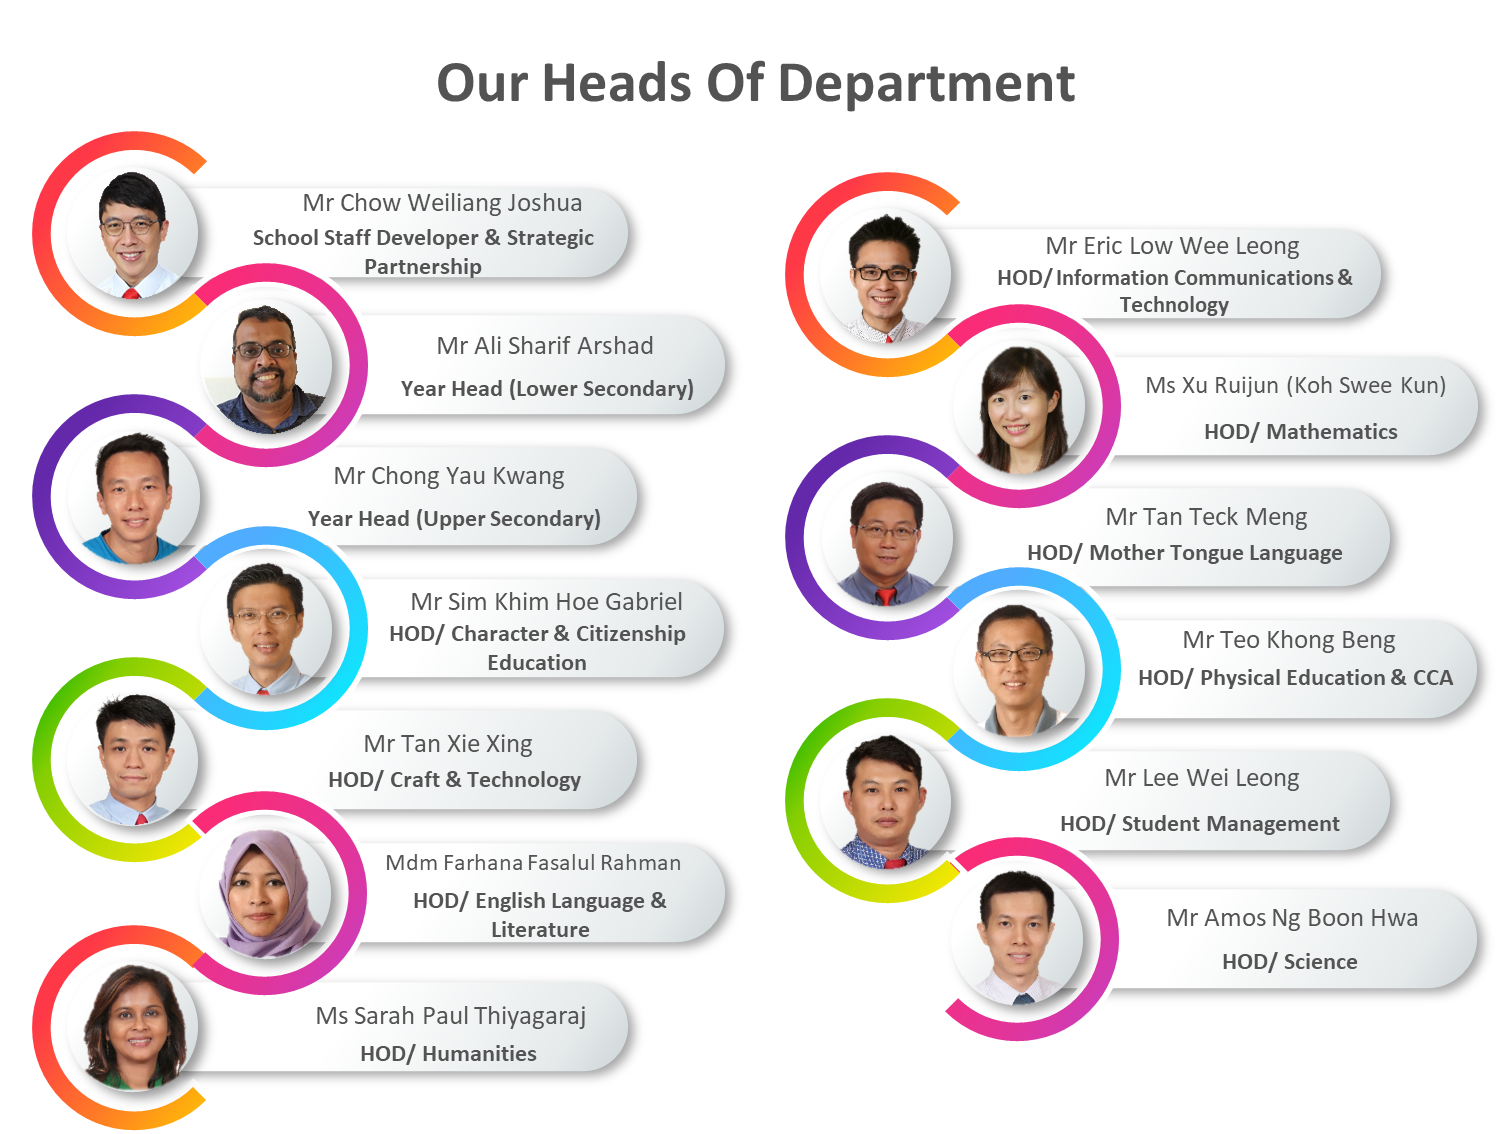 Our Heads Of Department
Mr Chow Weiliang Joshua
School Staff Developer & Strategic
Partnership
Mr Ali Sharif Arshad
Year Head (Lower Secondary)
Mr Chong Yau Kwang
Year Head (Upper Secondary)
Mr Sim Khim Hoe Gabriel
HOD/ Character & Citizenship
Education
Mr Tan Xie Xing
HOD/ Craft & Technology
Mdm Farhana Fasalul Rahman
HOD/ English Language &
Literature
Ms Sarah Paul Thiyagaraj
HOD/ Humanities
Mr Eric Low Wee Leong
HOD/ Information Communications &
Technology
Ms Xu Ruijun (Koh Swee Kun)
HOD/ Mathematics
Mr Tan Teck Meng
HOD/ Mother Tongue Language
Mr Teo Khong Beng
HOD/ Physical Education & CCA
Mr Lee Wei Leong
HOD/ Student Management
Mr Amos Ng Boon Hwa
HOD/ Science